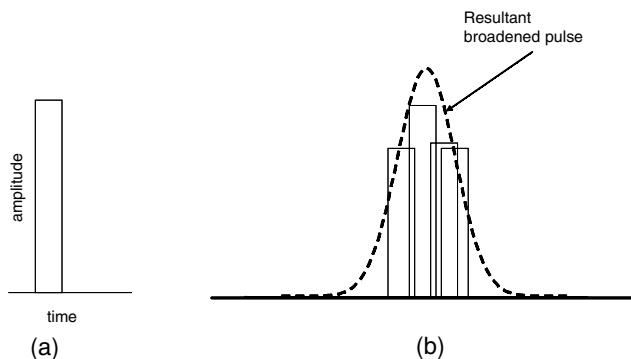 Resultant
broadened pulse
amplitude
time
(a)
(b)